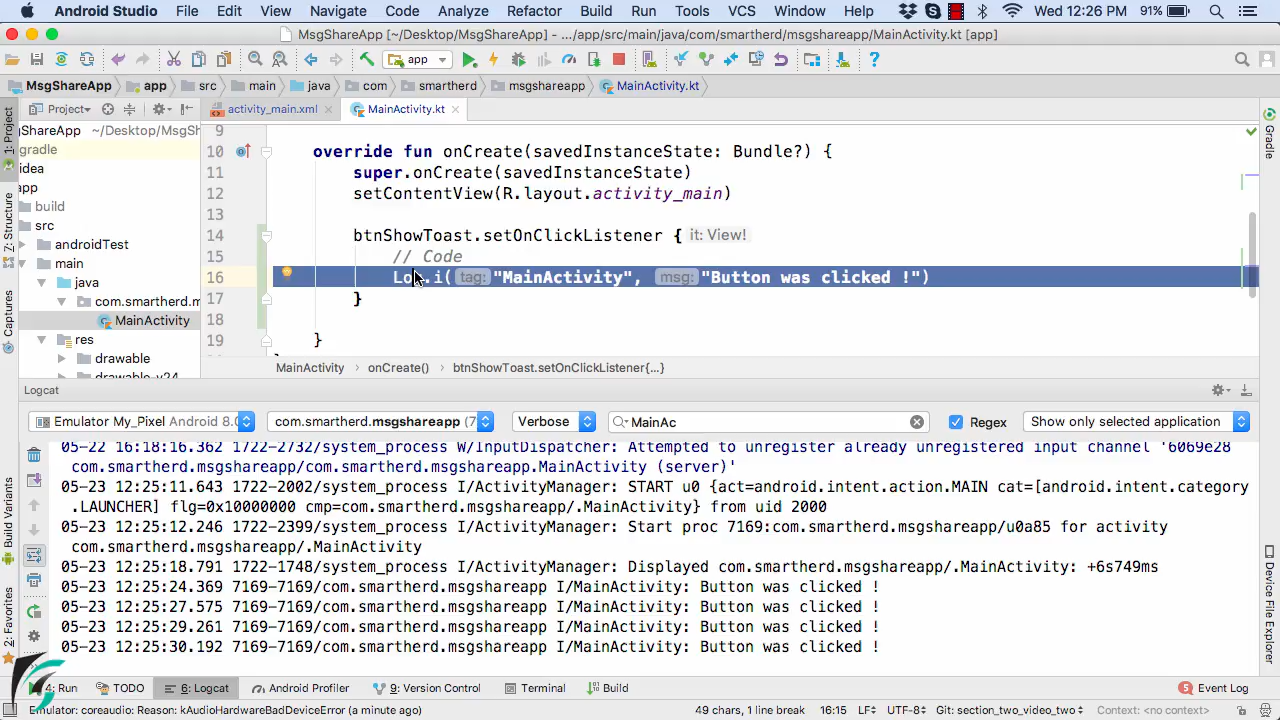 Android Studio File Edit View Navigate Code Analyze Refactor Build Run Tools VCS Window Help Wed 12:26 PM 91%
MsgShareApp [~/Desktop/MsgShareApp] - .../app/src/main/java/com/smartherd/msgshareapp/MainActivity.kt [app]
app
MsgShareApp app src main java com smartherd msgshareapp MainActivity.kt
Project activity_main.xml MainActivity.kt
1: Project
Z: Structure
Captures
Build Variants
2: Favorites
Gradle
Device File Explorer
gShareApp ~/Desktop/MsgSh
gradle
idea
app
build
src
androidTest
main
java
com.smartherd.m
MainActivity
res
drawable
drawable-v24
9
10 override fun onCreate(savedInstanceState: Bundle?) {
11 super.onCreate(savedInstanceState)
12 setContentView(R.layout.activity_main)
13
14 btnShowToast.setOnClickListener { it: View!
15 // Code
16 Log.i( tag: "MainActivity", msg: "Button was clicked !")
17 }
18
19 }
MainActivity onCreate() btnShowToast.setOnClickListener{...}
Logcat
Emulator My_Pixel Android 8.0 com.smartherd.msgshareapp (7 Verbose MainAc Regex Show only selected application
05-22 16:18:16.362 1722-2732/system_process W/InputDispatcher: Attempted to unregister already unregistered input channel '6069e28
com.smartherd.msgshareapp/com.smartherd.msgshareapp.MainActivity (server)'
05-23 12:25:11.643 1722-2002/system_process I/ActivityManager: START u0 {act=android.intent.action.MAIN cat=[android.intent.category
.LAUNCHER] flg=0x10000000 cmp=com.smartherd.msgshareapp/.MainActivity} from uid 2000
05-23 12:25:12.246 1722-2399/system_process I/ActivityManager: Start proc 7169:com.smartherd.msgshareapp/u0a85 for activity
com.smartherd.msgshareapp/.MainActivity
05-23 12:25:18.791 1722-1748/system_process I/ActivityManager: Displayed com.smartherd.msgshareapp/.MainActivity: +6s749ms
05-23 12:25:24.369 7169-7169/com.smartherd.msgshareapp I/MainActivity: Button was clicked !
05-23 12:25:27.575 7169-7169/com.smartherd.msgshareapp I/MainActivity: Button was clicked !
05-23 12:25:29.261 7169-7169/com.smartherd.msgshareapp I/MainActivity: Button was clicked !
05-23 12:25:30.192 7169-7169/com.smartherd.msgshareapp I/MainActivity: Button was clicked !
4: Run TODO 6: Logcat Android Profiler 9: Version Control Terminal Build 5 Event Log
Emulator: coreaudio: Reason: kAudioHardwareBadDeviceError (a minute ago) 49 chars, 1 line break 16:15 LF÷ UTF-8÷ Git: section_two_video_two÷ Context: <no context>